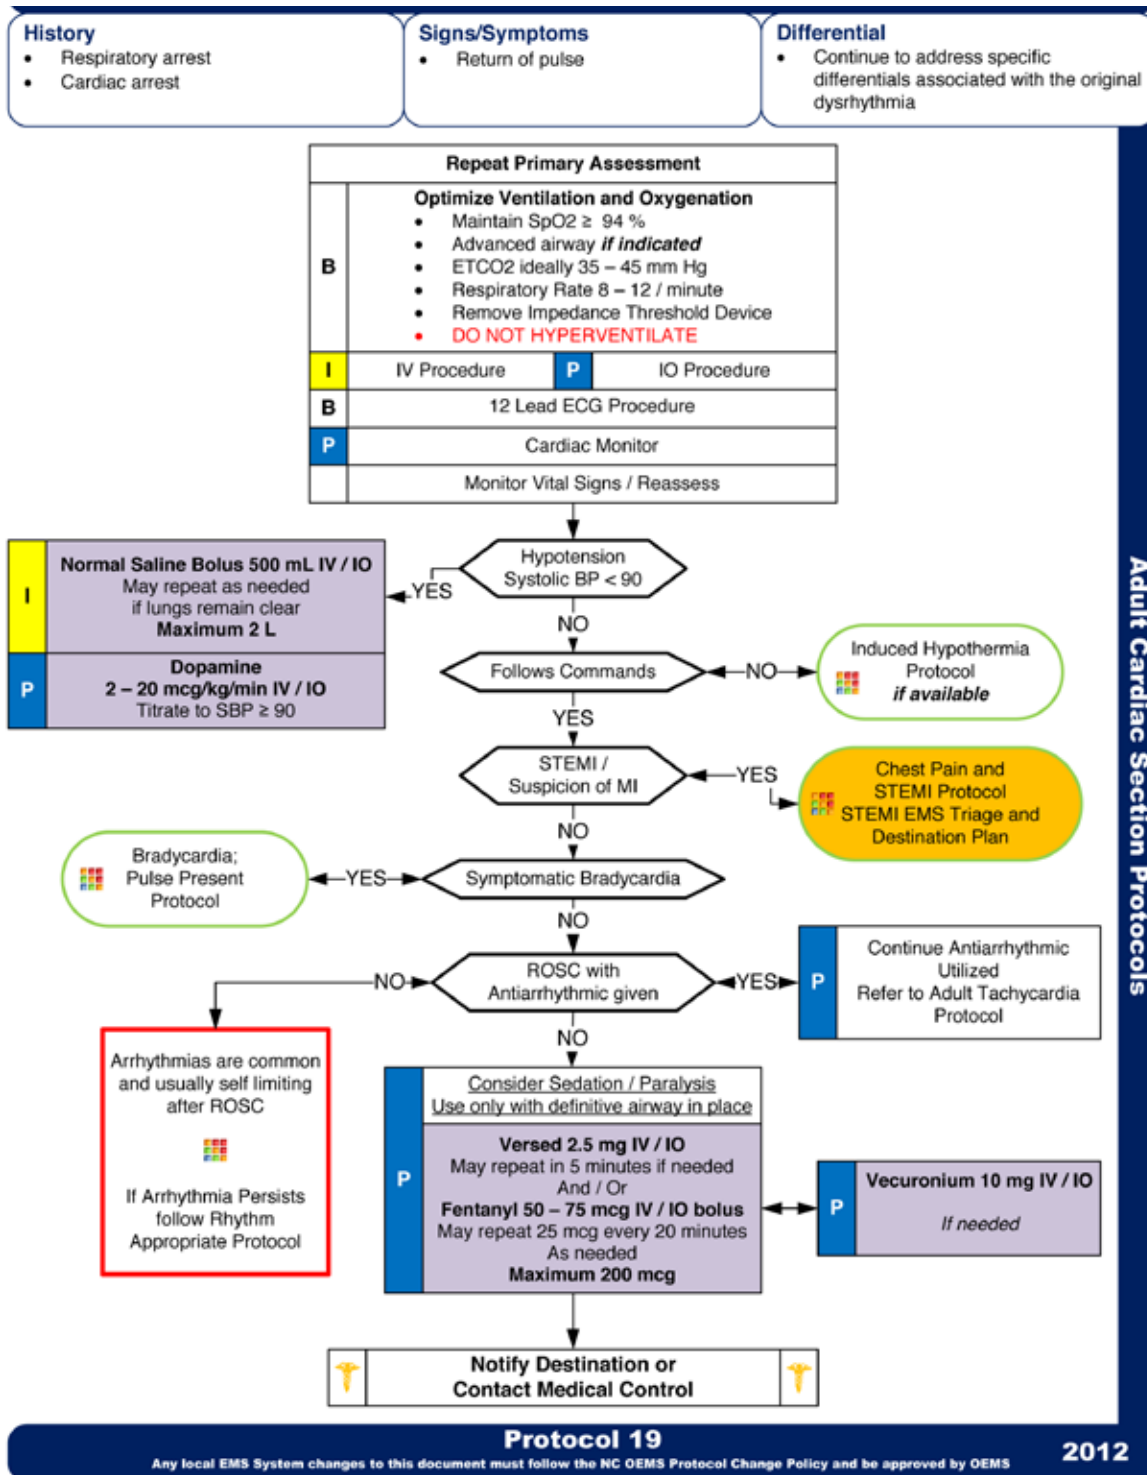 History
• Respiratory arrest
• Cardiac arrest
Signs/Symptoms
• Return of pulse
Differential
• Continue to address specific
differentials associated with the original
dysrhythmia
Repeat Primary Assessment
B
Optimize Ventilation and Oxygenation
• Maintain SpO2 ≥ 94 %
• Advanced airway if indicated
• ETCO2 ideally 35 – 45 mm Hg
• Respiratory Rate 8 – 12 / minute
• Remove Impedance Threshold Device
• DO NOT HYPERVENTILATE
I IV Procedure P IO Procedure
B 12 Lead ECG Procedure
P Cardiac Monitor
Monitor Vital Signs / Reassess
Hypotension
Systolic BP < 90
YES
I
Normal Saline Bolus 500 mL IV / IO
May repeat as needed
if lungs remain clear
Maximum 2 L
P
Dopamine
2 – 20 mcg/kg/min IV / IO
Titrate to SBP ≥ 90
NO
Follows Commands
NO
Induced Hypothermia
Protocol
if available
YES
STEMI /
Suspicion of MI
YES
Chest Pain and
STEMI Protocol
STEMI EMS Triage and
Destination Plan
NO
Symptomatic Bradycardia
YES
Bradycardia;
Pulse Present
Protocol
NO
ROSC with
Antiarrhythmic given
YES
P
Continue Antiarrhythmic
Utilized
Refer to Adult Tachycardia
Protocol
NO
Arrhythmias are common
and usually self limiting
after ROSC
If Arrhythmia Persists
follow Rhythm
Appropriate Protocol
NO
P
Consider Sedation / Paralysis
Use only with definitive airway in place
Versed 2.5 mg IV / IO
May repeat in 5 minutes if needed
And / Or
Fentanyl 50 – 75 mcg IV / IO bolus
May repeat 25 mcg every 20 minutes
As needed
Maximum 200 mcg
P
Vecuronium 10 mg IV / IO
If needed
Notify Destination or
Contact Medical Control
Adult Cardiac Section Protocols
Protocol 19
Any local EMS System changes to this document must follow the NC OEMS Protocol Change Policy and be approved by OEMS
2012